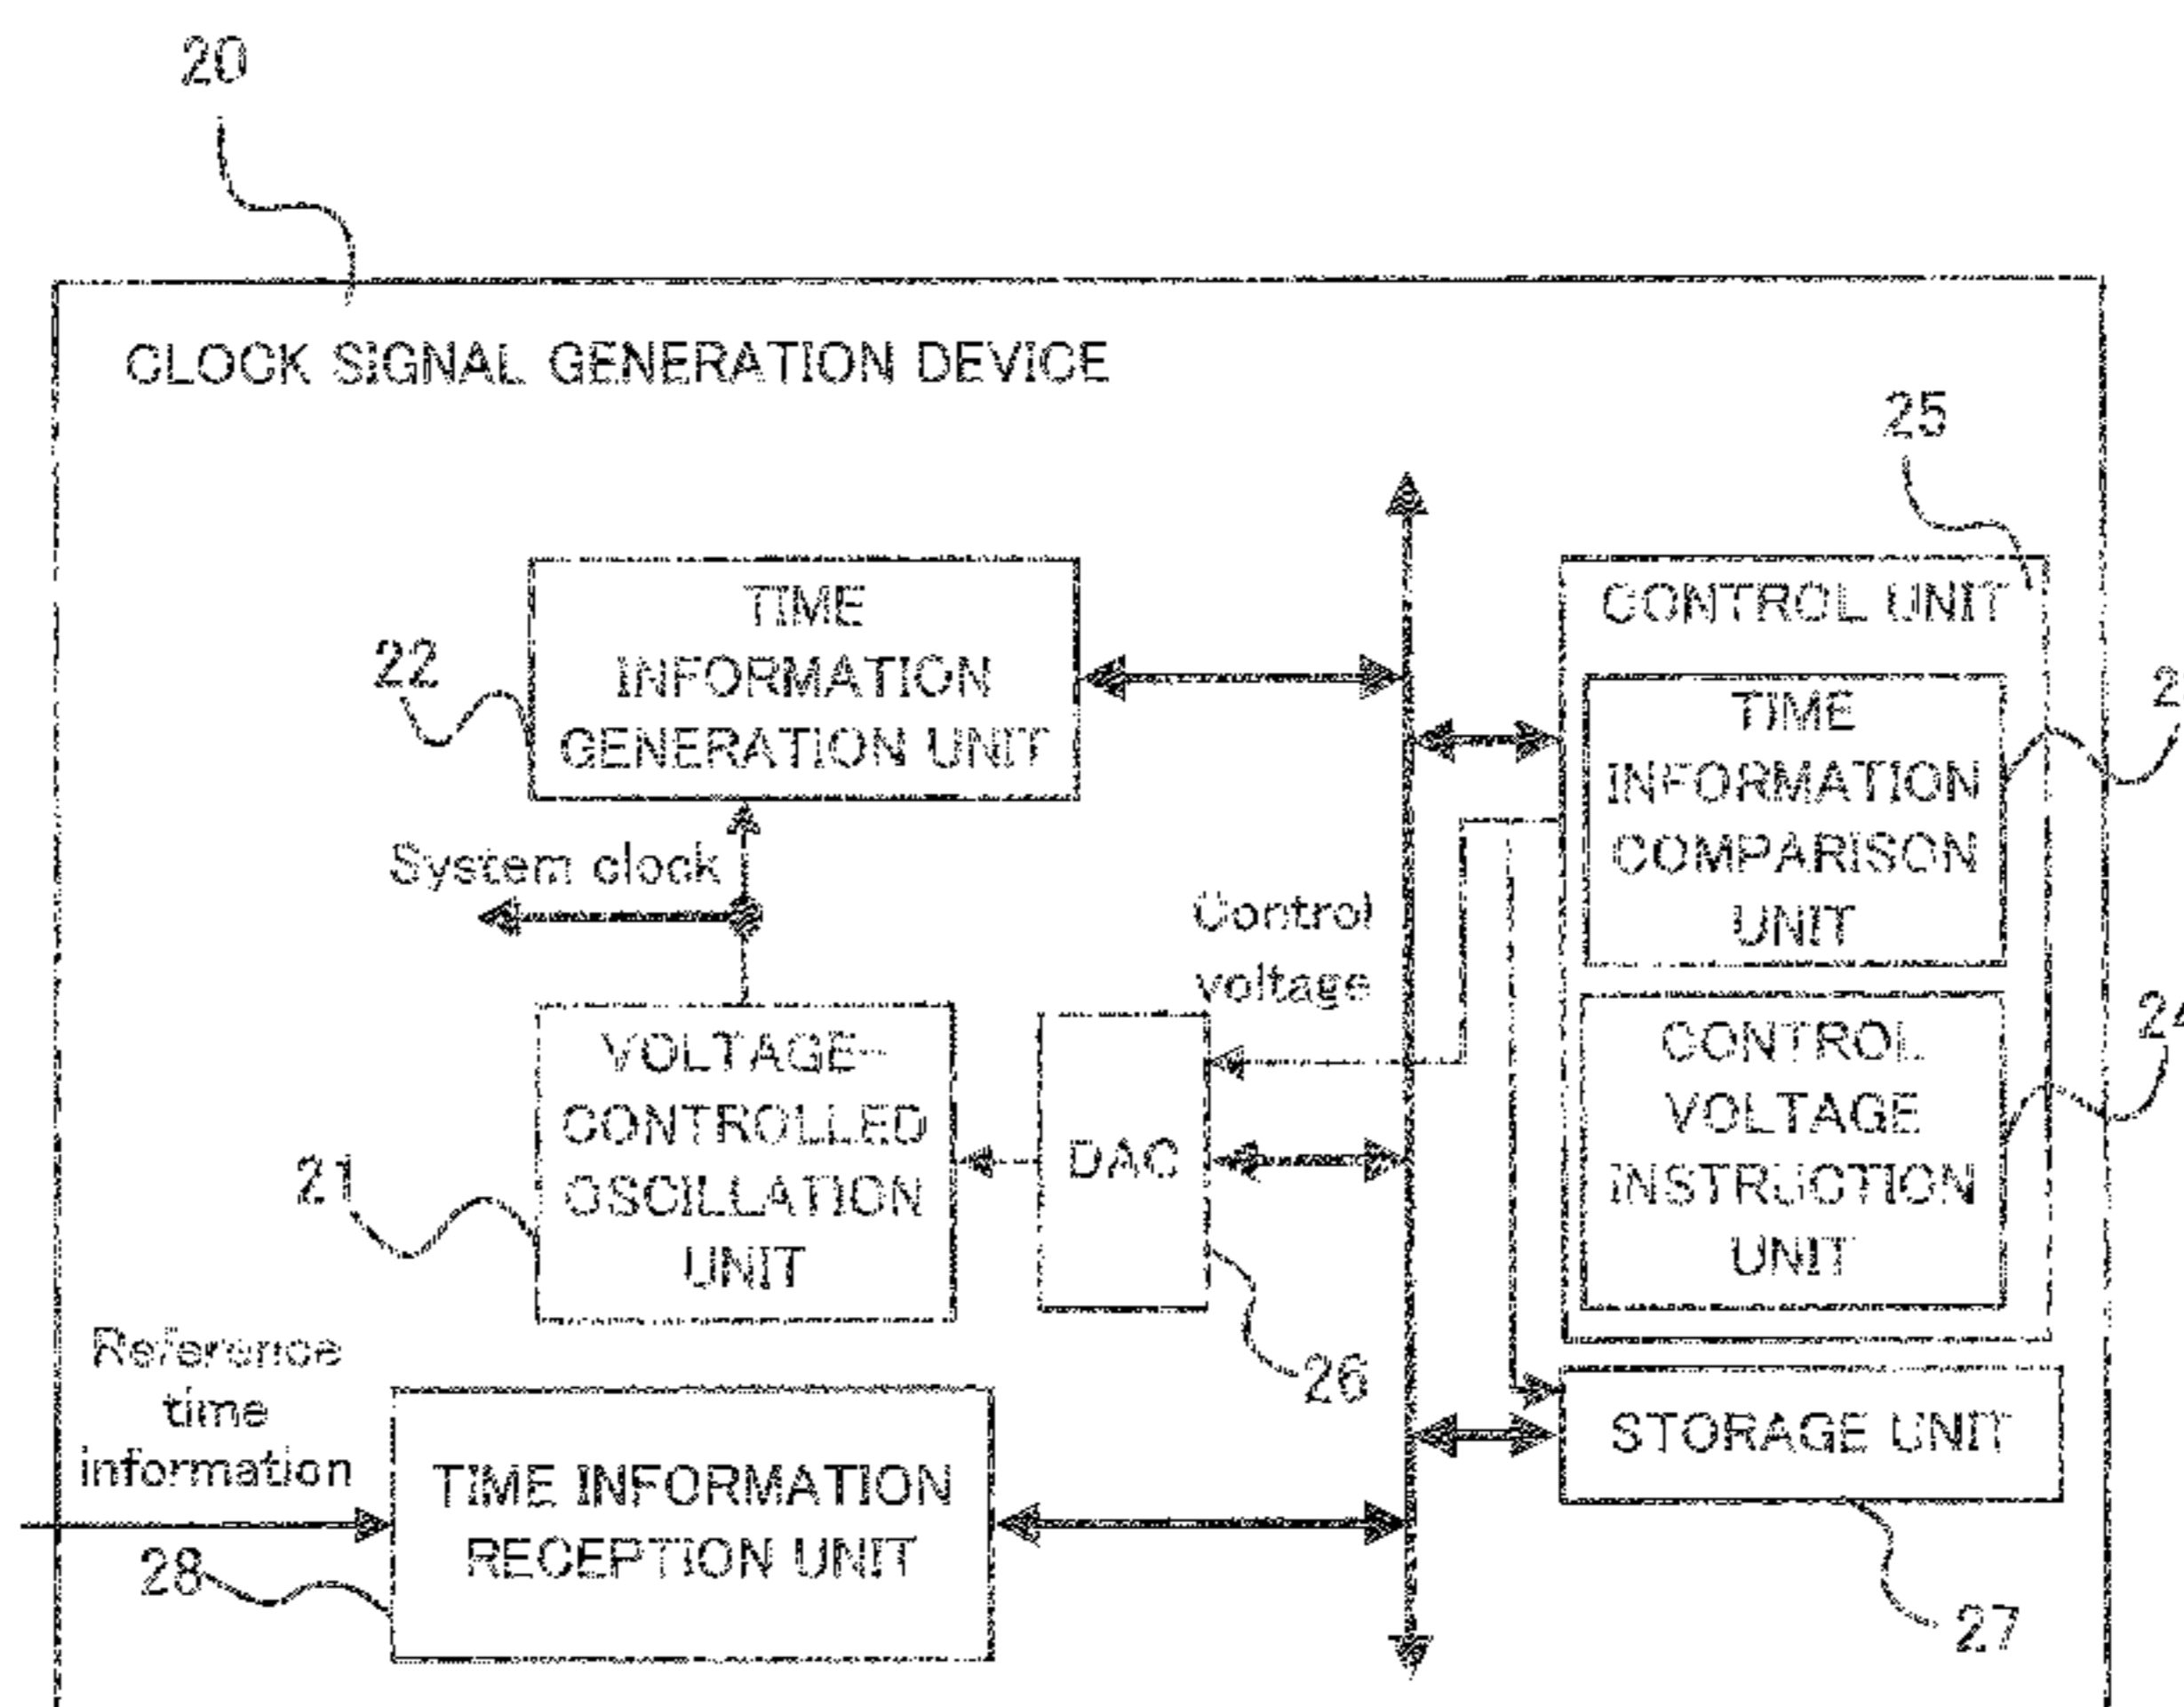 20
CLOCK SIGNAL GENERATION DEVICE
25
CONTROL UNIT
22
TIME
INFORMATION
GENERATION UNIT
TIME
INFORMATION
COMPARISON
UNIT
2
System clock
Control
voltage
24
CONTROL
VOLTAGE
INSTRUCTION
UNIT
21
VOLTAGE-
CONTROLLED
OSCILLATION
UNIT
DAC
26
Reference
time
information
28
TIME INFORMATION
RECEPTION UNIT
STORAGE UNIT
27